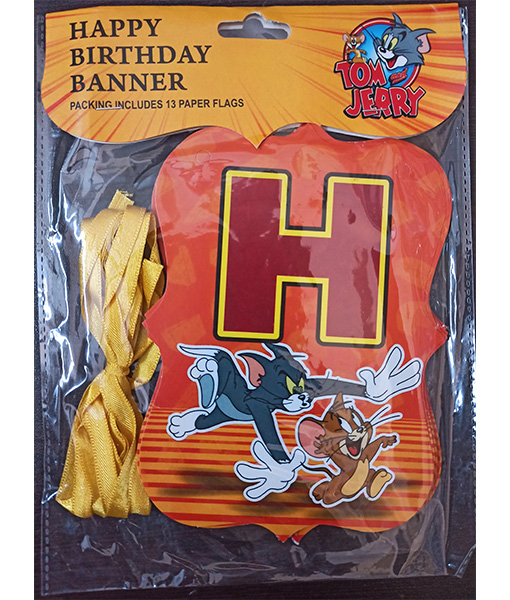 HAPPY
BIRTHDAY
BANNER
PACKING INCLUDES 13 PAPER FLAGS
TOM
AND
JERRY
H